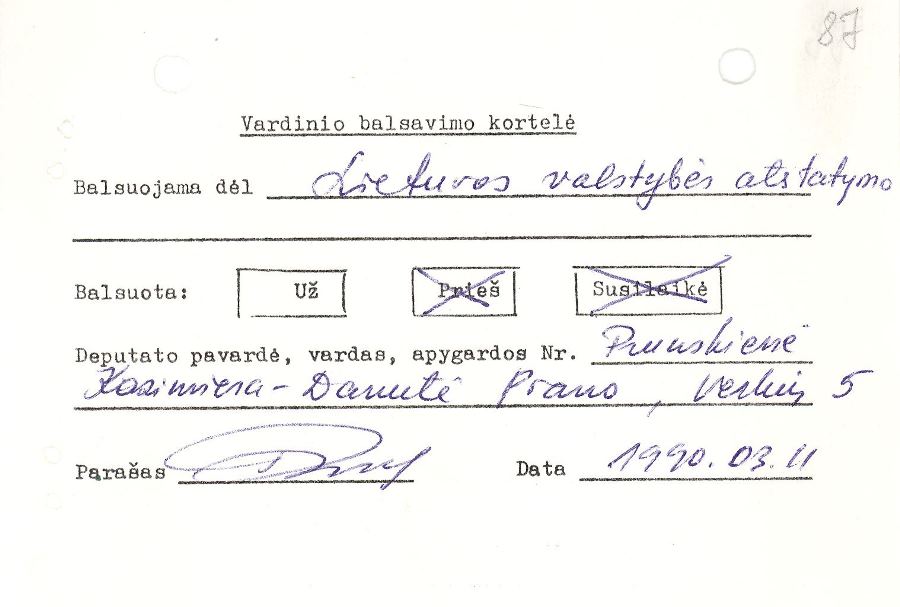 87
Vardinio balsavimo kortelė
Balsuojama dėl Lietuvos valstybės atstatymo
Balsuota: Už Prieš Susilaikė
Deputato pavardė, vardas, apygardos Nr. Prunskienė
Kazimiera-Danutė Prano, Verkių 5
Parašas Data 1990.03.11